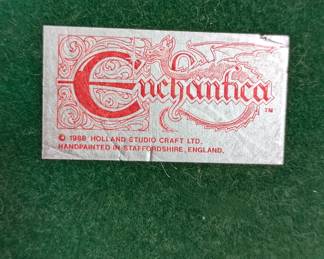 Enchantica
TM
© 1988 HOLLAND STUDIO CRAFT LTD.
HANDPAINTED IN STAFFORDSHIRE, ENGLAND.